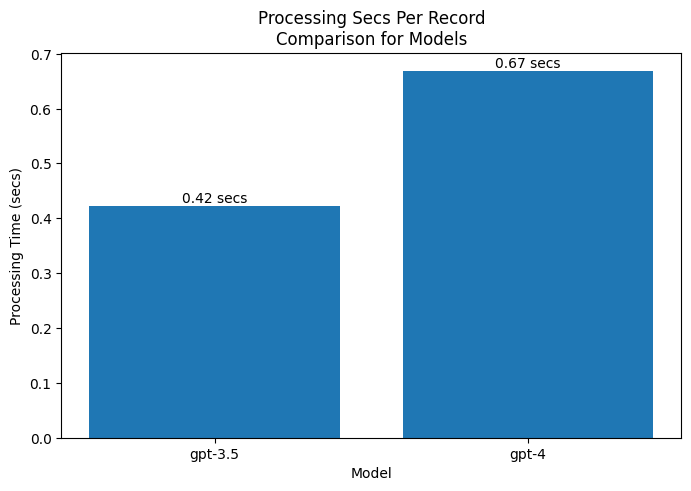 Processing Secs Per Record
Comparison for Models
Processing Time (secs)
0.7
0.6
0.5
0.4
0.3
0.2
0.1
0.0
0.42 secs
0.67 secs
gpt-3.5
gpt-4
Model